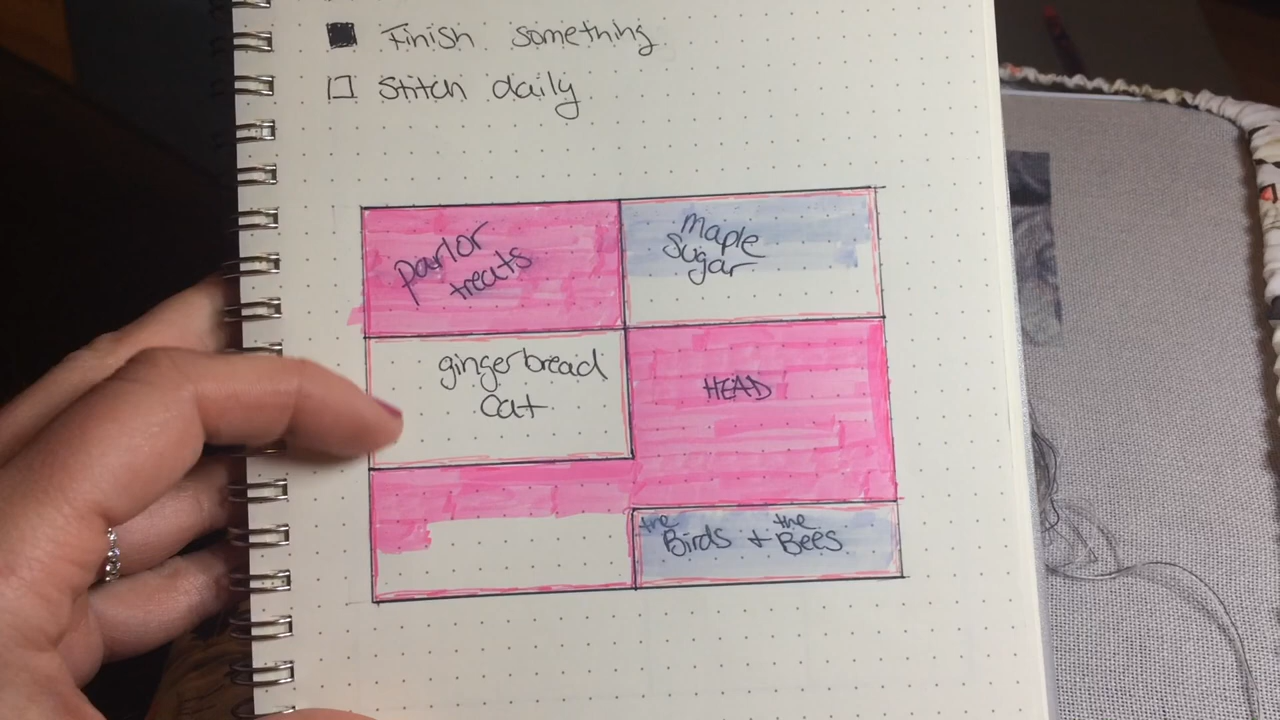 Finish something
Stitch daily
parlor
treats
maple
Sugar
gingerbread
cat
HEAD
the the
Birds + Bees